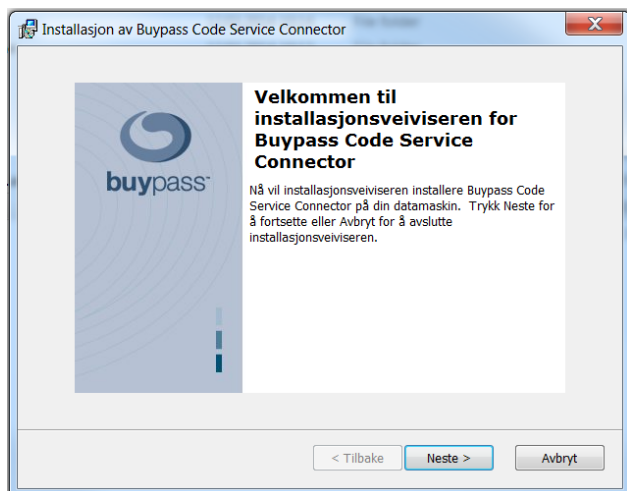 Installasjon av Buypass Code Service Connector
buypass
Velkommen til
installasjonsveiviseren for
Buypass Code Service
Connector
Nå vil installasjonsveiviseren installere Buypass Code
Service Connector på din datamaskin.  Trykk Neste for
å fortsette eller Avbryt for å avslutte
installasjonsveiviseren.
< Tilbake
Neste >
Avbryt